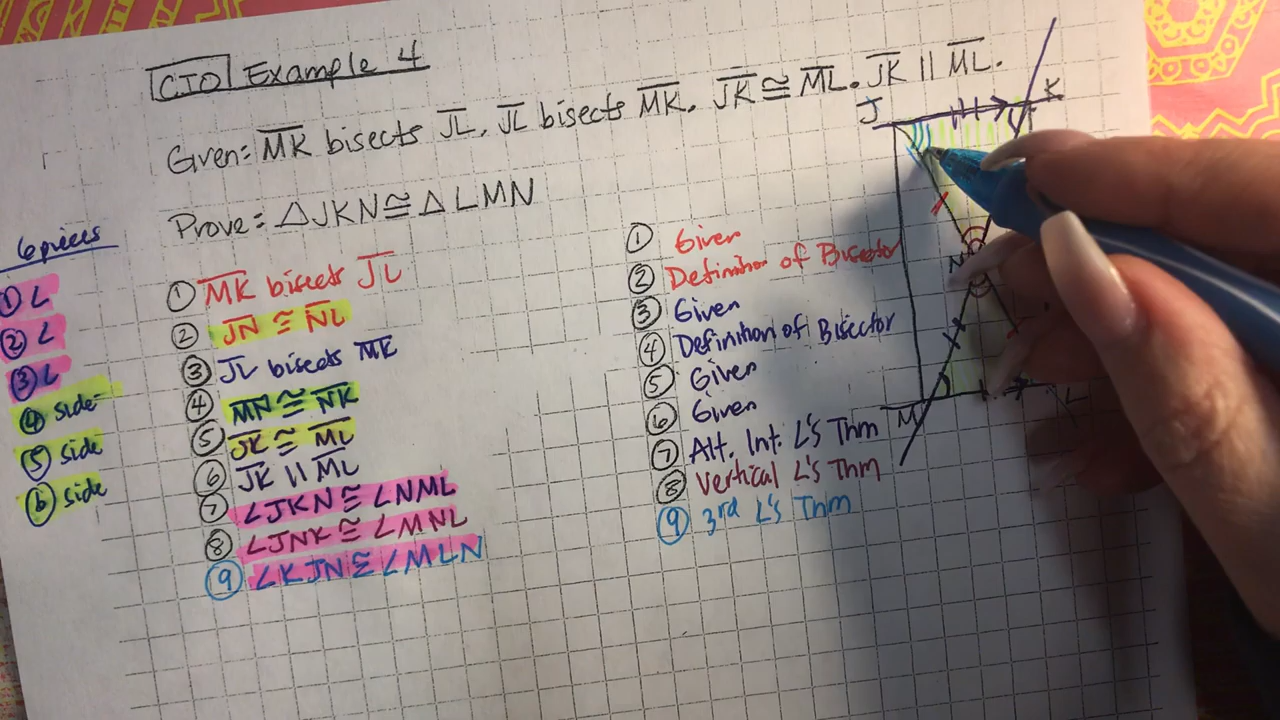 CIO Example 4
Given: MK bisects JL. JL bisects MK. JK ≅ ML. JK || ML.
Prove: △JKN ≅ △LMN
6 pieces
① ∠
② ∠
③ ∠
④ side
⑤ side
⑥ side
① MK bisects JL
② JN ≅ NL
③ JL bisects MK
④ MN ≅ NK
⑤ JK ≅ ML
⑥ JK || ML
⑦ ∠JKN ≅ ∠NML
⑧ ∠JNK ≅ ∠MNL
⑨ ∠KJN ≅ ∠MLN
① Given
② Definition of Bisector
③ Given
④ Definition of Bisector
⑤ Given
⑥ Given
⑦ Alt. Int. ∠'s Thm
⑧ Vertical ∠'s Thm
⑨ 3rd ∠'s Thm
J
K
N
M
L